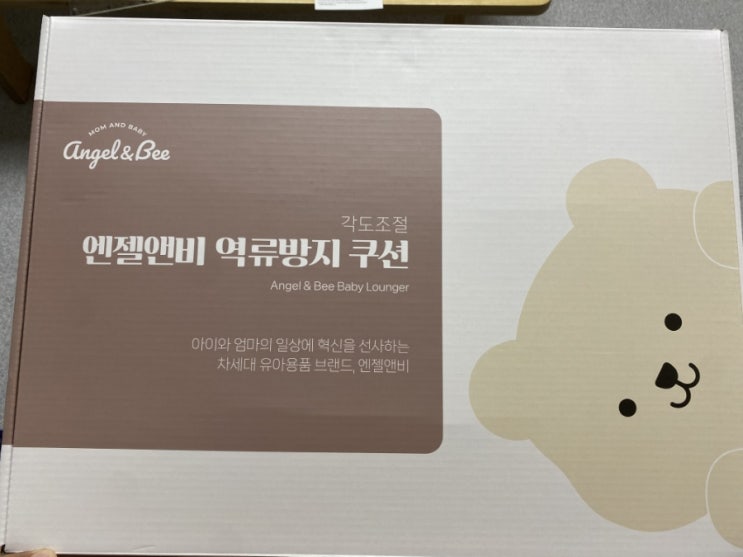 MOM AND BABY
Angel&Bee
각도조절
엔젤앤비 역류방지 쿠션
Angel & Bee Baby Lounger
아이와 엄마의 일상에 혁신을 선사하는
차세대 유아용품 브랜드, 엔젤앤비